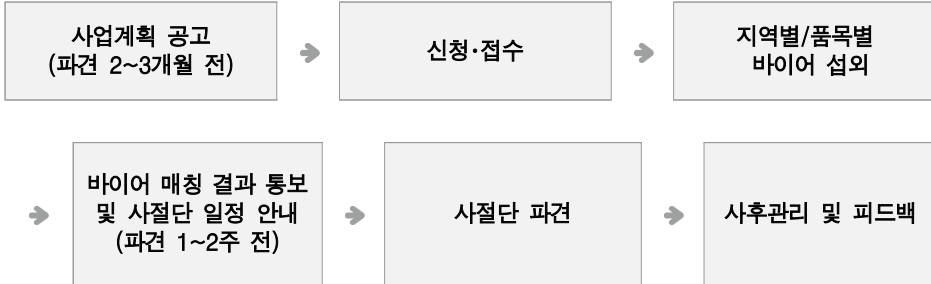 사업계획 공고
(파견 2~3개월 전)
신청·접수
지역별/품목별
바이어 섭외
바이어 매칭 결과 통보
및 사절단 일정 안내
(파견 1~2주 전)
사절단 파견
사후관리 및 피드백